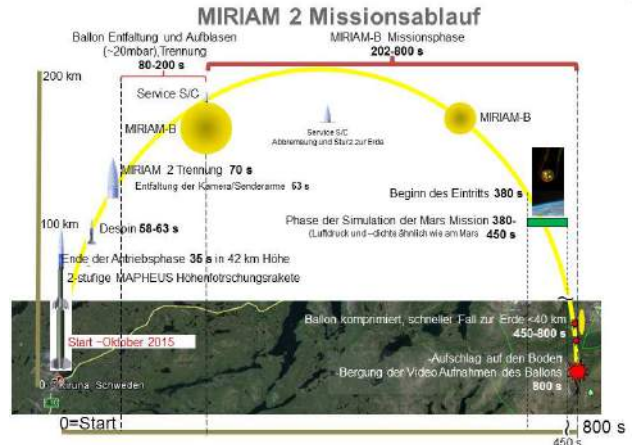 MIRIAM 2 Missionsablauf
Ballon Entfaltung und Aufblasen
(~20mbar),Trennung
80-200 s
MIRIAM-B Missionsphase
202-800 s
200 km
Service S/C
MIRIAM-B
MIRIAM-B
Service S/C
Abbremsung und Sturz zur Erde
MIRIAM 2 Trennung 70 s
Entfaltung der Kamera/Senderarme 63 s
Beginn des Eintritts 380 s
100 km
Despin 58-63 s
Phase der Simulation der Mars Mission 380-
450 s
(Luftdruck und –dichte ähnlich wie am Mars
Ende der Antriebsphase 35 s in 42 km Höhe
2-stufige MAPHEUS Höhenfotrschungsrakete
Ballon komprimiert, schneller Fall zur Erde <40 km
450-800 s
Start ~Oktober 2015
-Aufschlag auf den Boden
-Bergung der Video Aufnahmen des Ballons
800 s
0
Kiruna, Schweden
0=Start
800 s
450 s